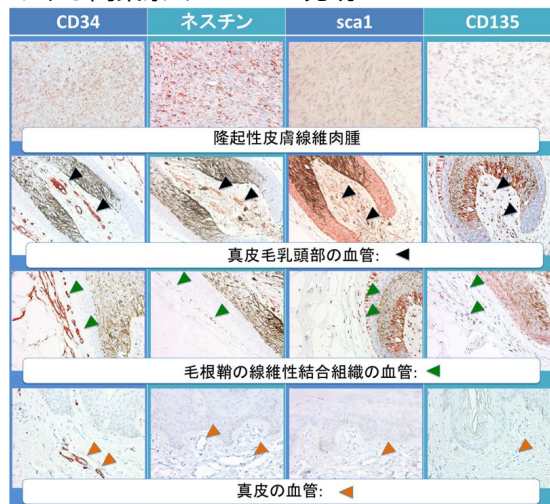 CD34
ネスチン
sca1
CD135
隆起性皮膚線維肉腫
真皮毛乳頭部の血管:
毛根鞘の線維性結合組織の血管:
真皮の血管: